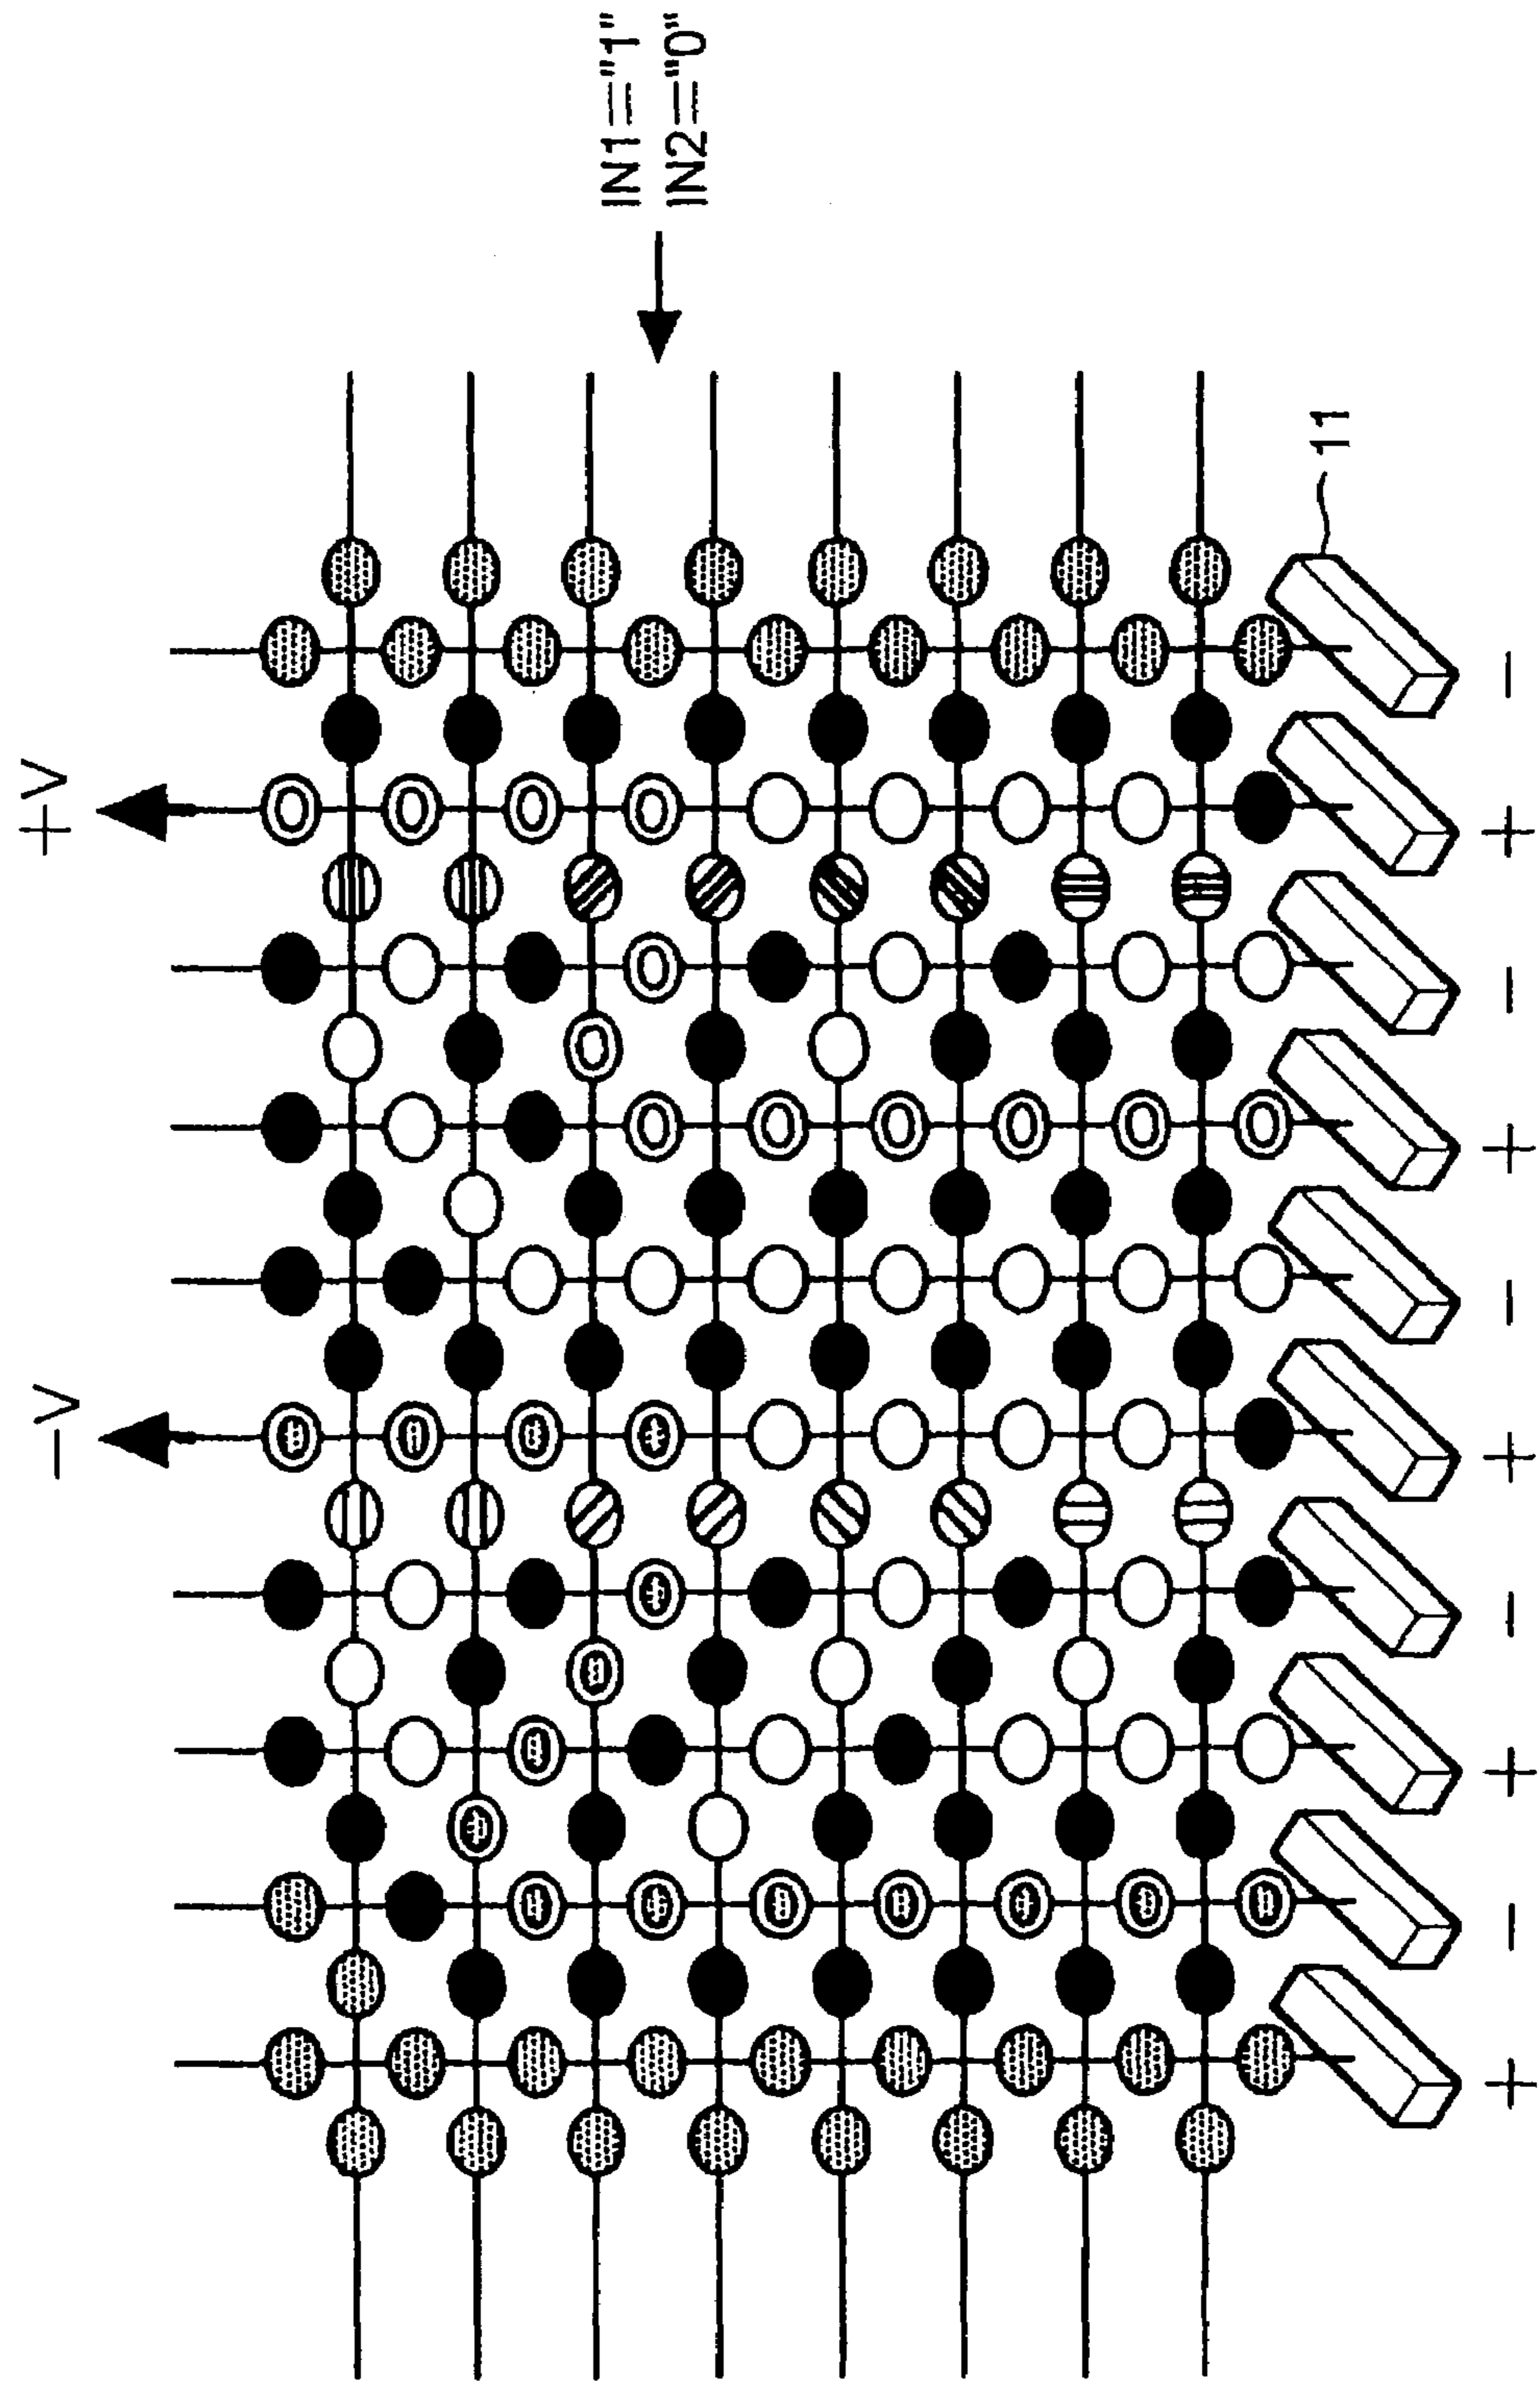 −V +V
IN1="1"
IN2="0"
11
+ − + − + − + − + −